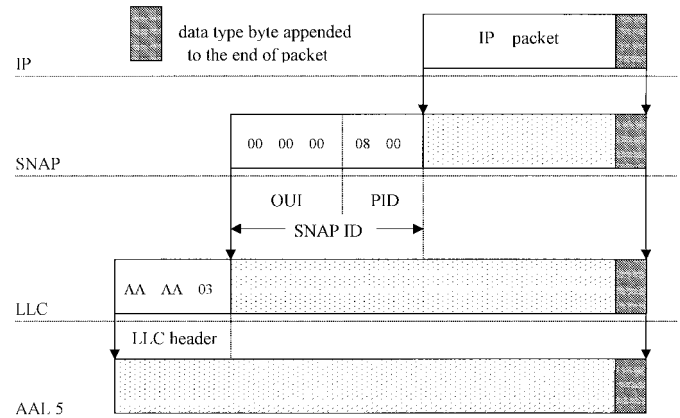 data type byte appended
to the end of packet
IP packet
IP
00 00 00 08 00
SNAP
OUI PID
SNAP ID
AA AA 03
LLC
LLC header
AAL 5